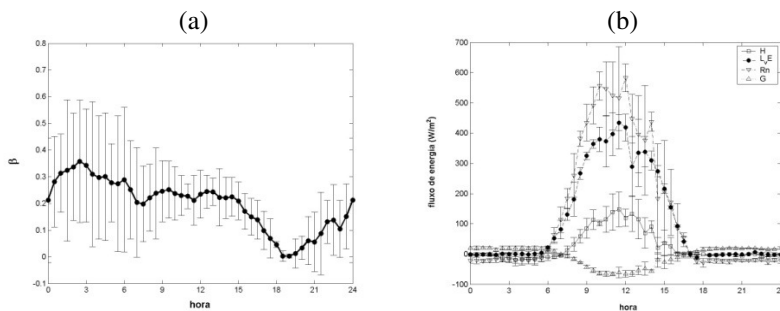 (a)
(b)
0.8
0.7
0.6
0.5
0.4
0.3
0.2
0.1
0
-0.1
β
0 3 6 9 12 15 18 21 24
hora
700
600
500
400
300
200
100
0
-100
fluxo de energia (W/m²)
H
LvE
Rn
G
0 3 6 9 12 15 18 21 24
hora